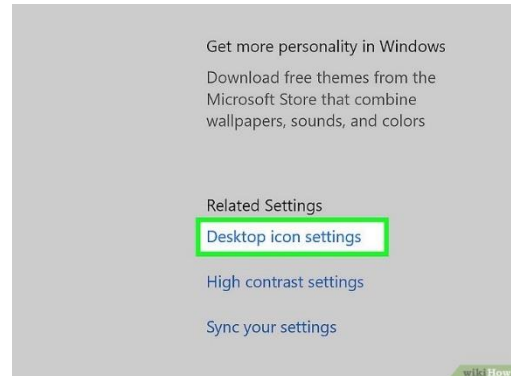 Get more personality in Windows
Download free themes from the
Microsoft Store that combine
wallpapers, sounds, and colors
Related Settings
Desktop icon settings
High contrast settings
Sync your settings
wikiHow